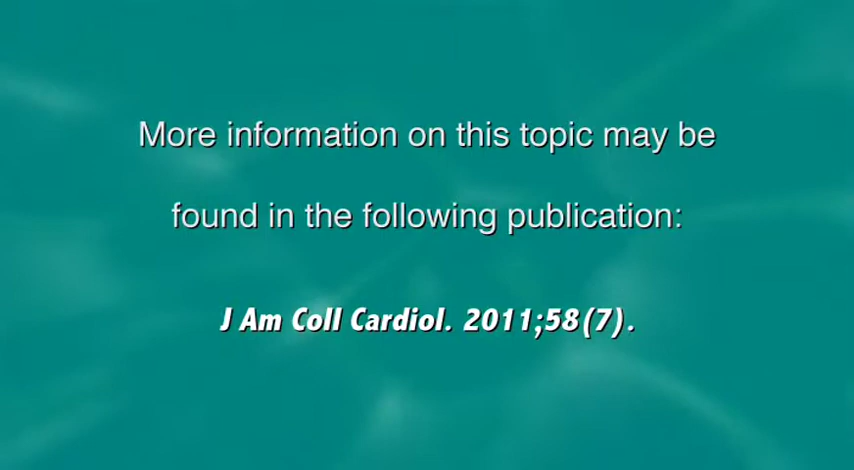 More information on this topic may be
found in the following publication:
J Am Coll Cardiol. 2011;58(7).